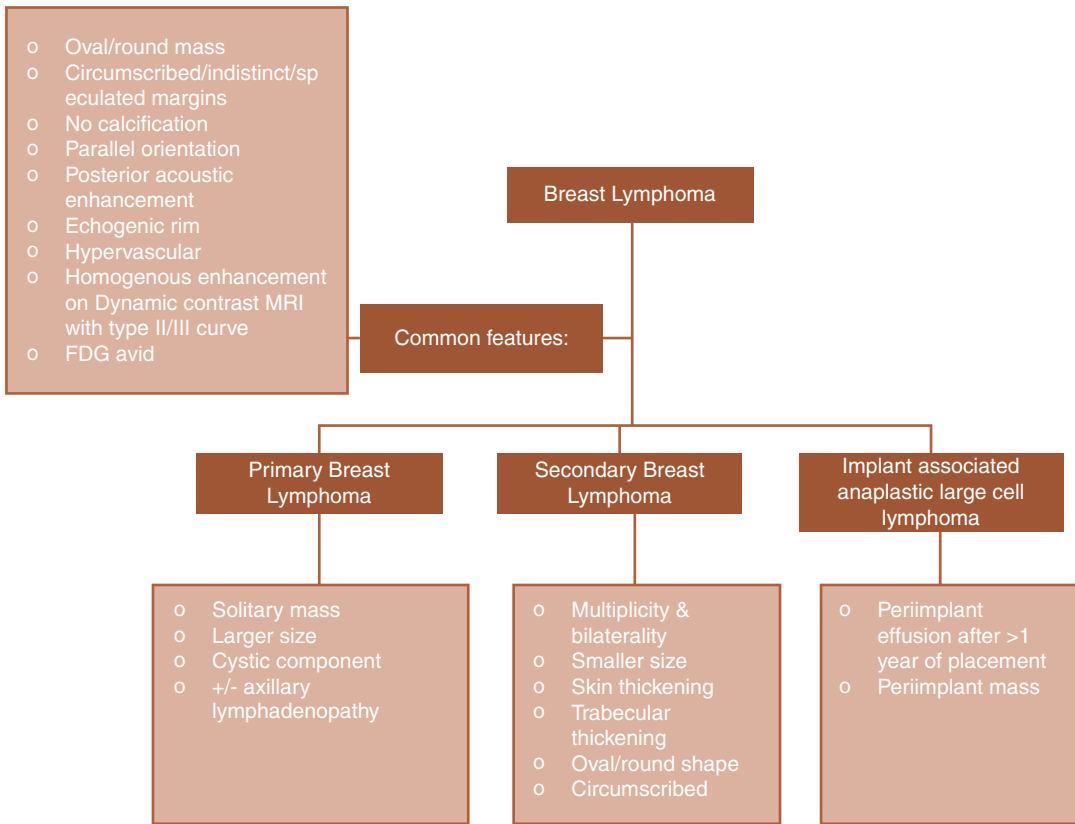 o Oval/round mass
o Circumscribed/indistinct/sp
eculated margins
o No calcification
o Parallel orientation
o Posterior acoustic
enhancement
o Echogenic rim
o Hypervascular
o Homogenous enhancement
on Dynamic contrast MRI
with type II/III curve
o FDG avid
Breast Lymphoma
Common features:
Primary Breast
Lymphoma
o Solitary mass
o Larger size
o Cystic component
o +/- axillary
lymphadenopathy
Secondary Breast
Lymphoma
o Multiplicity &
bilaterality
o Smaller size
o Skin thickening
o Trabecular
thickening
o Oval/round shape
o Circumscribed
Implant associated
anaplastic large cell
lymphoma
o Periimplant
effusion after >1
year of placement
o Periimplant mass